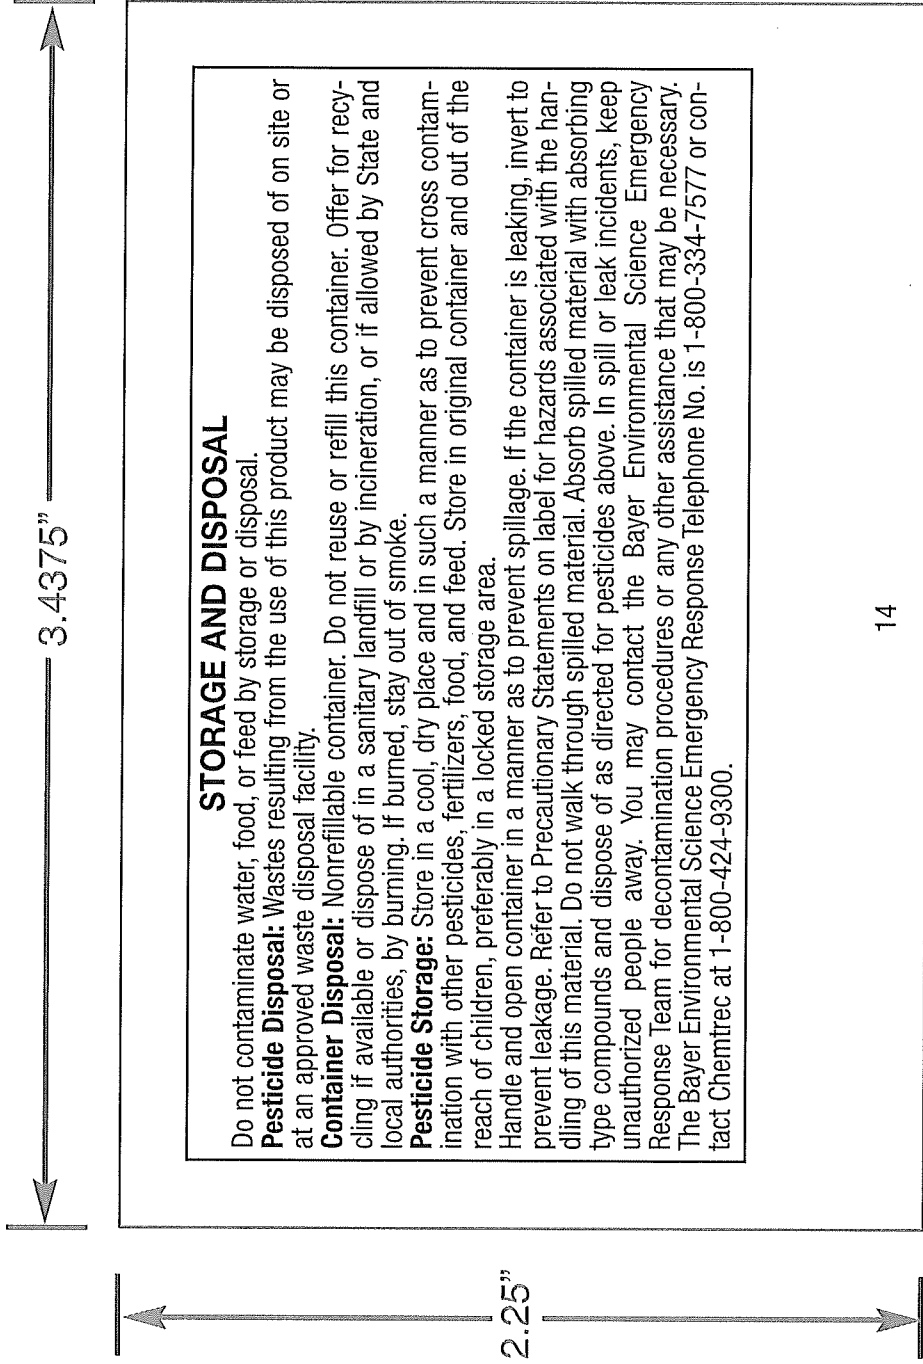 3.4375”
2.25”
STORAGE AND DISPOSAL
Do not contaminate water, food, or feed by storage or disposal.
Pesticide Disposal: Wastes resulting from the use of this product may be disposed of on site or
at an approved waste disposal facility.
Container Disposal: Nonrefillable container. Do not reuse or refill this container. Offer for recy-
cling if available or dispose of in a sanitary landfill or by incineration, or if allowed by State and
local authorities, by burning. If burned, stay out of smoke.
Pesticide Storage: Store in a cool, dry place and in such a manner as to prevent cross contam-
ination with other pesticides, fertilizers, food, and feed. Store in original container and out of the
reach of children, preferably in a locked storage area.
Handle and open container in a manner as to prevent spillage. If the container is leaking, invert to
prevent leakage. Refer to Precautionary Statements on label for hazards associated with the han-
dling of this material. Do not walk through spilled material. Absorb spilled material with absorbing
type compounds and dispose of as directed for pesticides above. In spill or leak incidents, keep
unauthorized people away. You may contact the Bayer Environmental Science Emergency
Response Team for decontamination procedures or any other assistance that may be necessary.
The Bayer Environmental Science Emergency Response Telephone No. is 1-800-334-7577 or con-
tact Chemtrec at 1-800-424-9300.
14